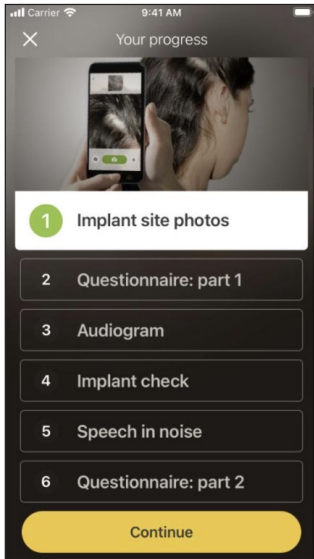 Carrier 9:41 AM
Your progress
1 Implant site photos
2 Questionnaire: part 1
3 Audiogram
4 Implant check
5 Speech in noise
6 Questionnaire: part 2
Continue